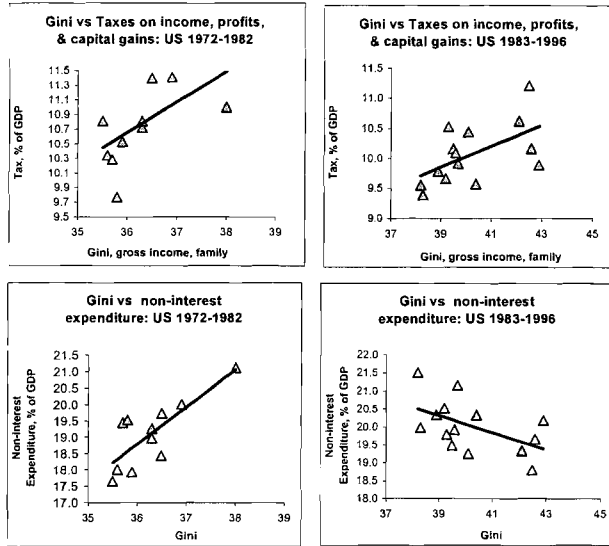 Gini vs Taxes on income, profits,
& capital gains: US 1972-1982
Tax, % of GDP
11.5
11.3
11.1
10.9
10.7
10.5
10.3
10.1
9.9
9.7
9.5
35 36 37 38 39
Gini, gross income, family
Gini vs Taxes on income, profits,
& capital gains: US 1983-1996
Tax, % of GDP
11.5
11.0
10.5
10.0
9.5
9.0
37 39 41 43 45
Gini, gross income, family
Gini vs non-interest
expenditure: US 1972-1982
Non-interest
Expenditure, % of GDP
21.5
21.0
20.5
20.0
19.5
19.0
18.5
18.0
17.5
17.0
34 35 36 37 38 39
Gini
Gini vs non-interest
expenditure: US 1983-1996
Non-interest
Expenditure, % of GDP
22.0
21.5
21.0
20.5
20.0
19.5
19.0
18.5
18.0
37 39 41 43 45
Gini